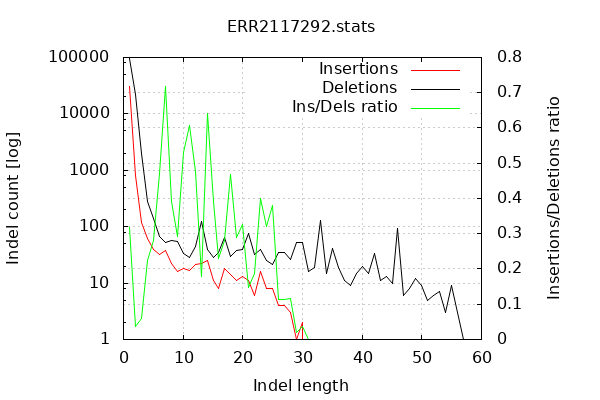 ERR2117292.stats
Indel count [log]
100000
10000
1000
100
10
1
Insertions
Deletions
Ins/Dels ratio
0.8
0.7
0.6
0.5
0.4
0.3
0.2
0.1
0
Insertions/Deletions ratio
0 10 20 30 40 50 60
Indel length